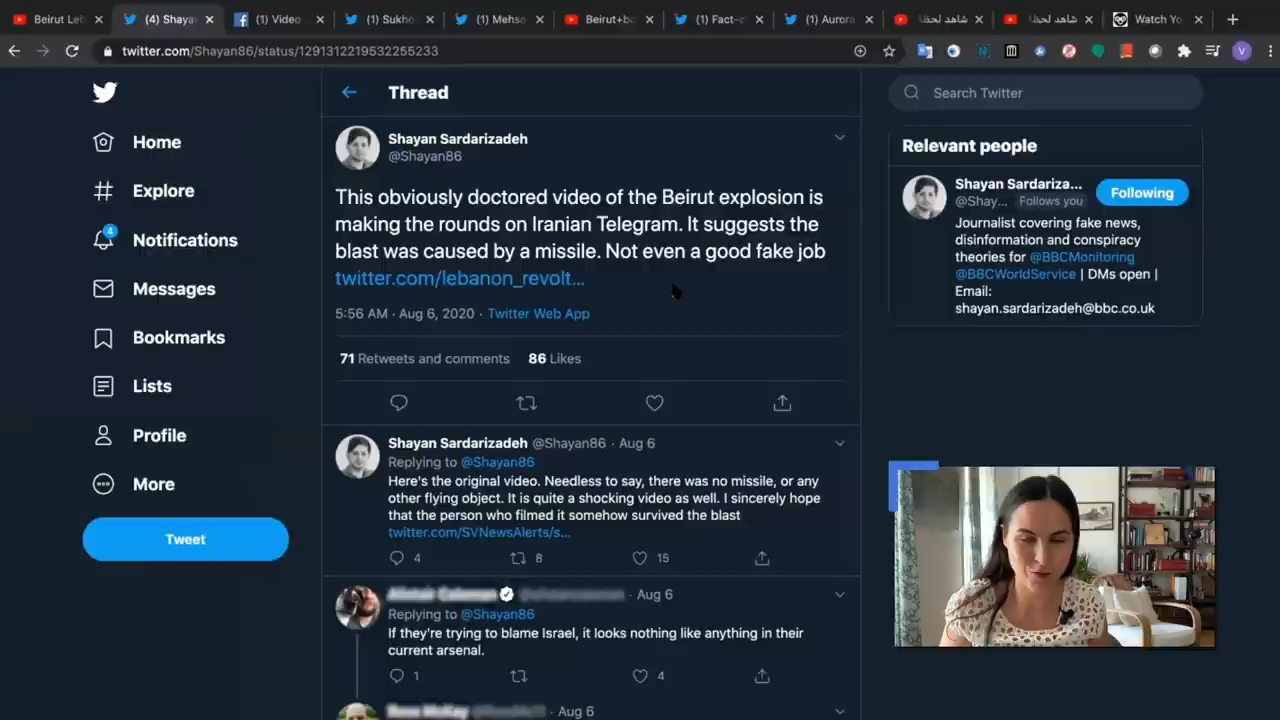 Beirut Leb
(4) Shaya
(1) Video
(1) Sukho
(1) Mehso
Beirut+b
(1) Fact-c
(1) Aurora
شاهد لحظة
شاهد لحظة
Watch Yo
twitter.com/Shayan86/status/1291312219532255233
V
Home
Explore
4
Notifications
Messages
Bookmarks
Lists
Profile
More
Tweet
Thread
Shayan Sardarizadeh
@Shayan86
This obviously doctored video of the Beirut explosion is
making the rounds on Iranian Telegram. It suggests the
blast was caused by a missile. Not even a good fake job
twitter.com/lebanon_revolt...
5:56 AM · Aug 6, 2020 · Twitter Web App
71 Retweets and comments 86 Likes
Shayan Sardarizadeh @Shayan86 · Aug 6
Replying to @Shayan86
Here's the original video. Needless to say, there was no missile, or any
other flying object. It is quite a shocking video as well. I sincerely hope
that the person who filmed it somehow survived the blast
twitter.com/SVNewsAlerts/s...
4 8 15
· Aug 6
Replying to @Shayan86
If they're trying to blame Israel, it looks nothing like anything in their
current arsenal.
1 4
· Aug 6
Search Twitter
Relevant people
Shayan Sardariza...
@Shay... Follows you
Following
Journalist covering fake news,
disinformation and conspiracy
theories for @BBCMonitoring
@BBCWorldService | DMs open |
Email:
shayan.sardarizadeh@bbc.co.uk